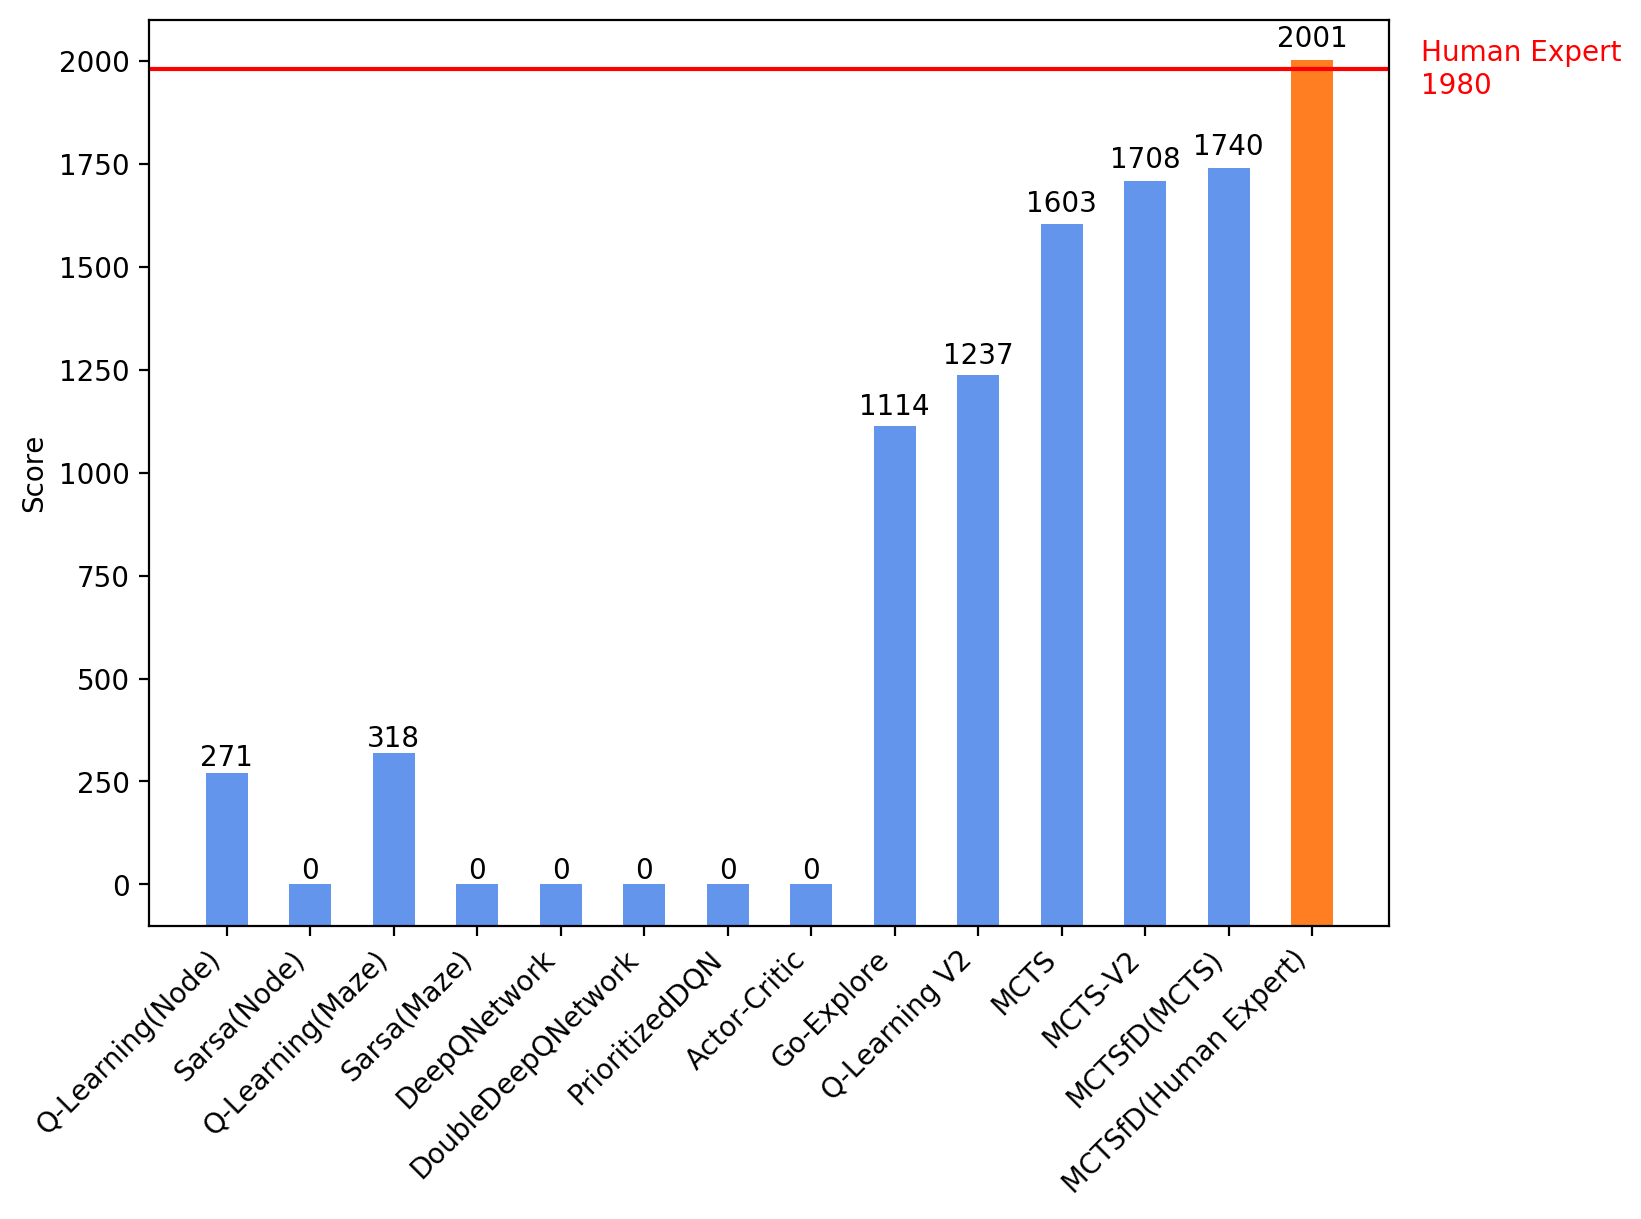 2001
Human Expert
1980
2000
1750
1500
1250
1000
750
500
250
0
Score
271
0
318
0
0
0
0
0
1114
1237
1603
1708
1740
Q-Learning(Node)
Sarsa(Node)
Q-Learning(Maze)
Sarsa(Maze)
DeepQNetwork
DoubleDeepQNetwork
PrioritizedDQN
Actor-Critic
Go-Explore
Q-Learning V2
MCTS
MCTS-V2
MCTSfD(MCTS)
MCTSfD(Human Expert)